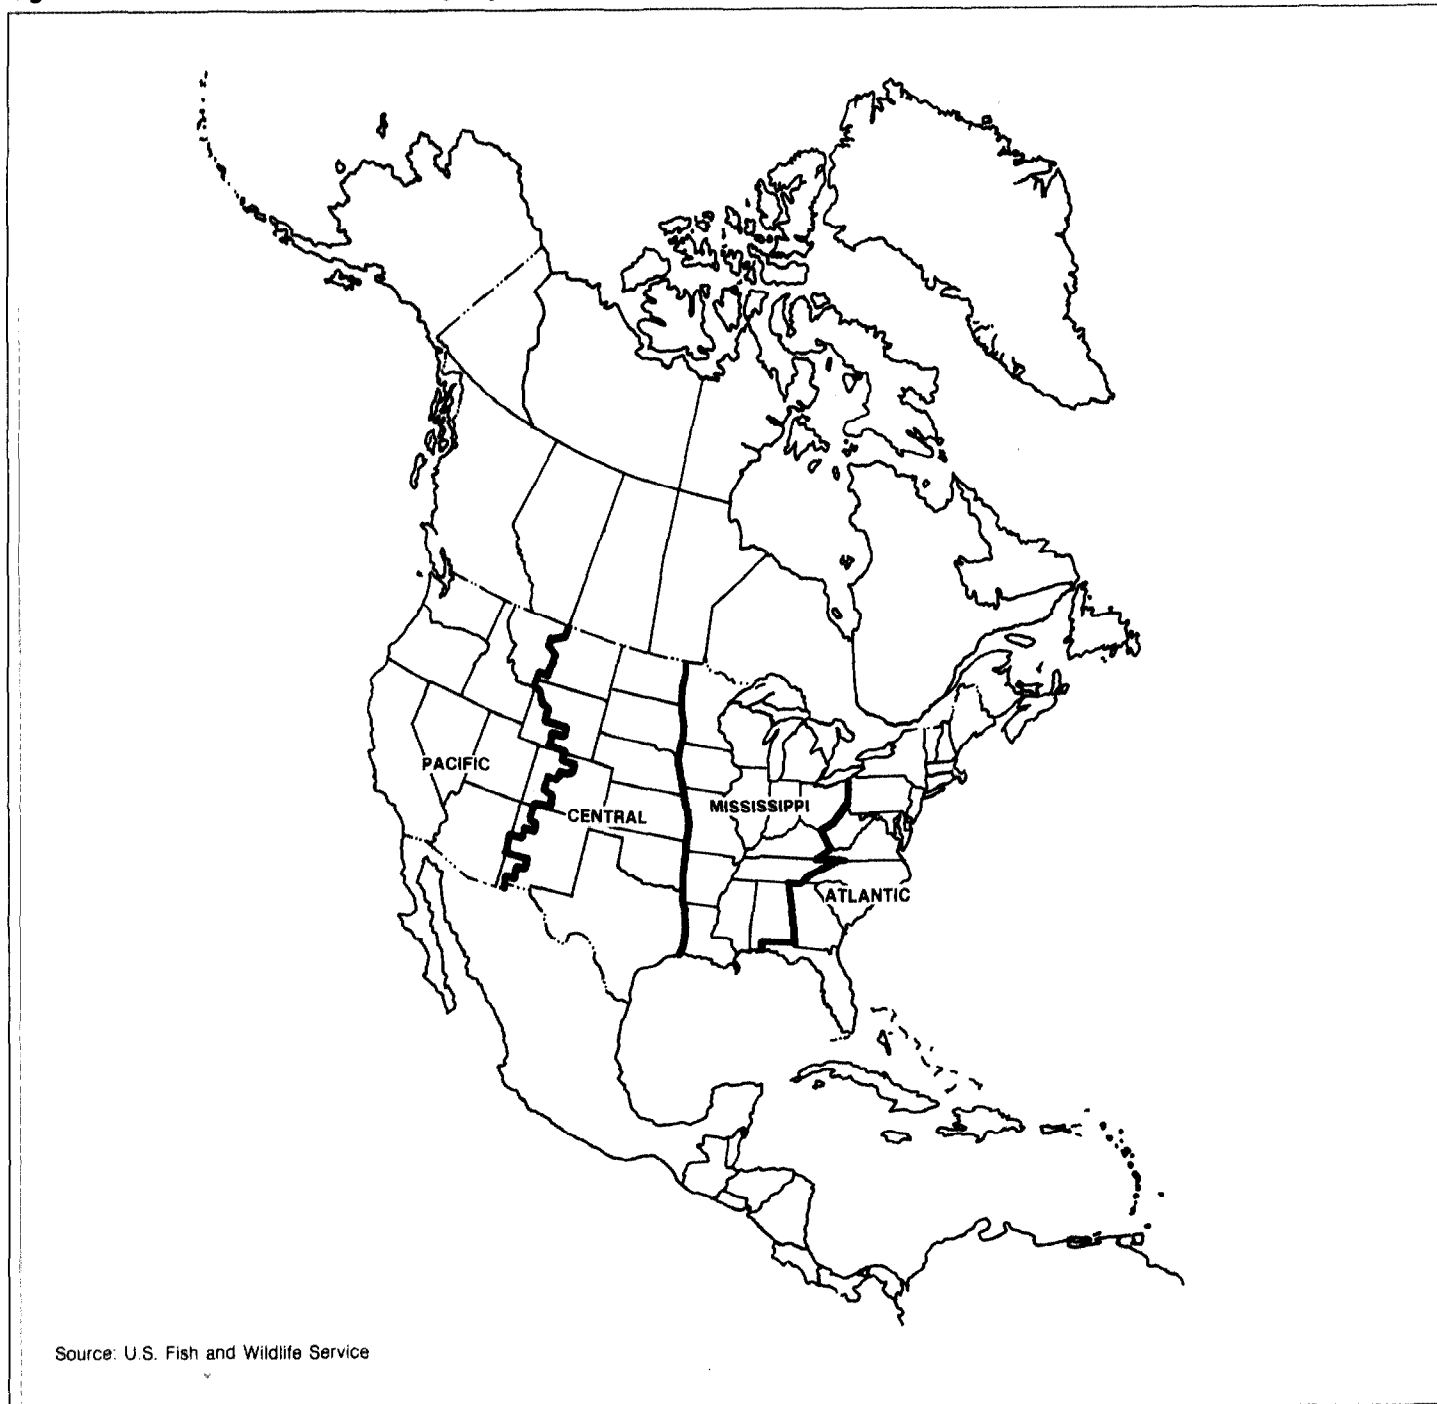 PACIFIC
CENTRAL
MISSISSIPPI
ATLANTIC
Source: U.S. Fish and Wildlife Service